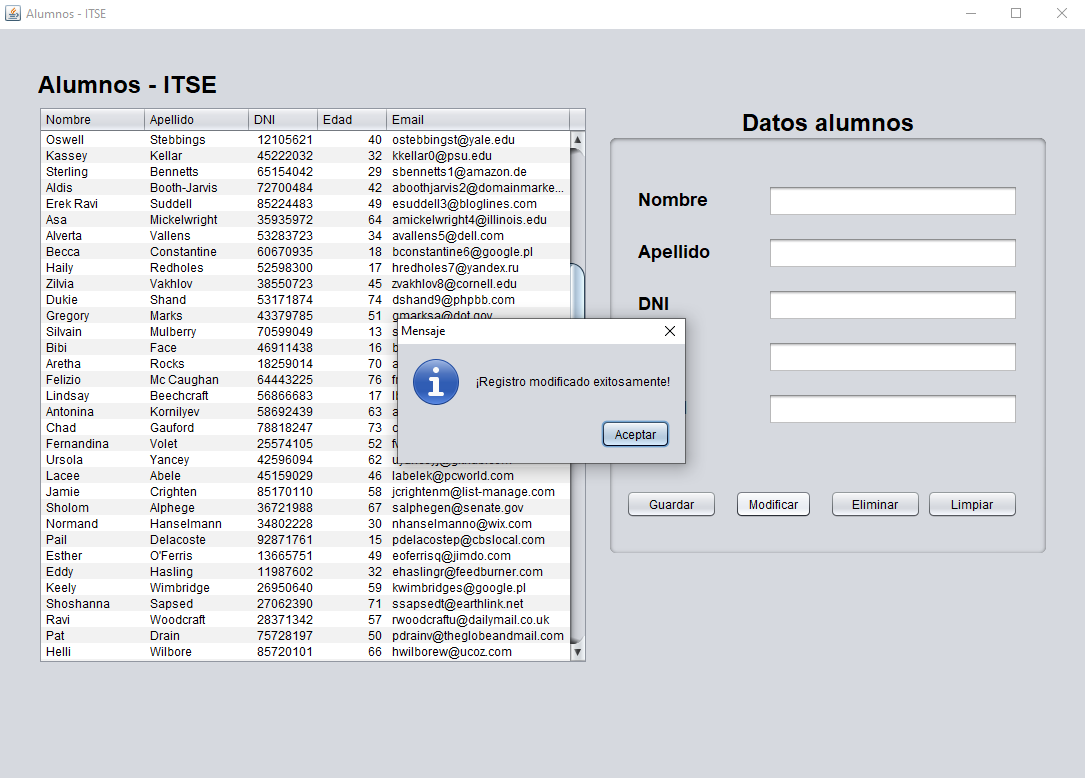 Alumnos - ITSE
Alumnos - ITSE
Nombre Apellido DNI Edad Email
Oswell Stebbings 12105621 40 ostebbingst@yale.edu
Kassey Kellar 45222032 32 kkellar0@psu.edu
Sterling Bennetts 65154042 29 sbennetts1@amazon.de
Aldis Booth-Jarvis 72700484 42 aboothjarvis2@domainmarke...
Erek Ravi Suddell 85224483 49 esuddell3@bloglines.com
Asa Mickelwright 35935972 64 amickelwright4@illinois.edu
Alverta Vallens 53283723 34 avallens5@dell.com
Becca Constantine 60670935 18 bconstantine6@google.pl
Haily Redholes 52598300 17 hredholes7@yandex.ru
Zilvia Vakhlov 38550723 45 zvakhlov8@cornell.edu
Dukie Shand 53171874 74 dshand9@phpbb.com
Gregory Marks 43379785 51 gmarksa@dot.gov
Silvain Mulberry 70599049 13
Bibi Face 46911438 16
Aretha Rocks 18259014 70
Felizio Mc Caughan 64443225 76
Lindsay Beechcraft 56866683 17
Antonina Kornilyev 58692439 63
Chad Gauford 78818247 73
Fernandina Volet 25574105 52
Ursola Yancey 42596094 62
Lacee Abele 45159029 46 labelek@pcworld.com
Jamie Crighten 85170110 58 jcrightenm@list-manage.com
Sholom Alphege 36721988 67 salphegen@senate.gov
Normand Hanselmann 34802228 30 nhanselmanno@wix.com
Pail Delacoste 92871761 15 pdelacostep@cbslocal.com
Esther O'Ferris 13665751 49 eoferrisq@jimdo.com
Eddy Hasling 11987602 32 ehaslingr@feedburner.com
Keely Wimbridge 26950640 59 kwimbridges@google.pl
Shoshanna Sapsed 27062390 71 ssapsedt@earthlink.net
Ravi Woodcraft 28371342 57 rwoodcraftu@dailymail.co.uk
Pat Drain 75728197 50 pdrainv@theglobeandmail.com
Helli Wilbore 85720101 66 hwilborew@ucoz.com
Datos alumnos
Nombre
Apellido
DNI
Mensaje
¡Registro modificado exitosamente!
Aceptar
Guardar Modificar Eliminar Limpiar